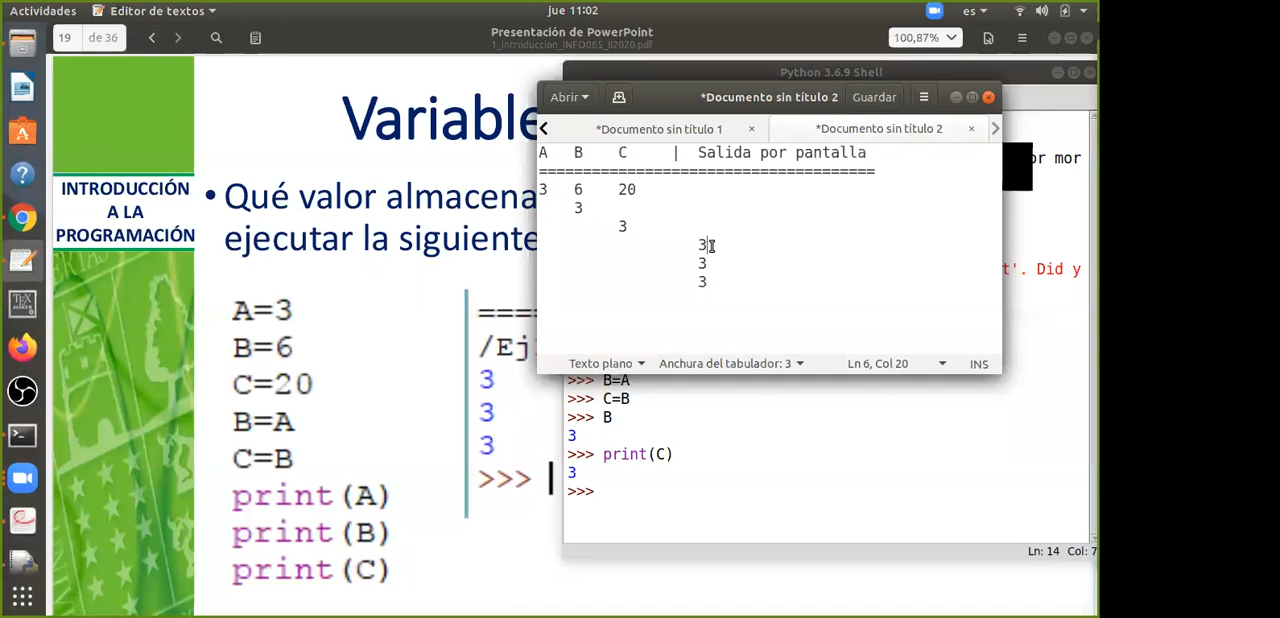 Actividades Editor de textos jue 11:02 es
19 de 36 Presentación de PowerPoint 100,87%
1_Introduccion_INFO065_II2020.pdf
INTRODUCCIÓN
A LA
PROGRAMACIÓN
Variable
• Qué valor almacena
ejecutar la siguiente
A=3
B=6
C=20
B=A
C=B
print(A)
print(B)
print(C)
====
/Ej
3
3
3
>>>
Python 3.6.9 Shell
Abrir *Documento sin título 2 Guardar
*Documento sin título 1 × *Documento sin título 2 ×
A B C | Salida por pantalla
======================================
3 6 20
3
3
3
3
3
Texto plano Anchura del tabulador: 3 Ln 6, Col 20 INS
or mor
t'. Did y
>>> B=A
>>> C=B
>>> B
3
>>> print(C)
3
>>>
Ln: 14 Col: 7